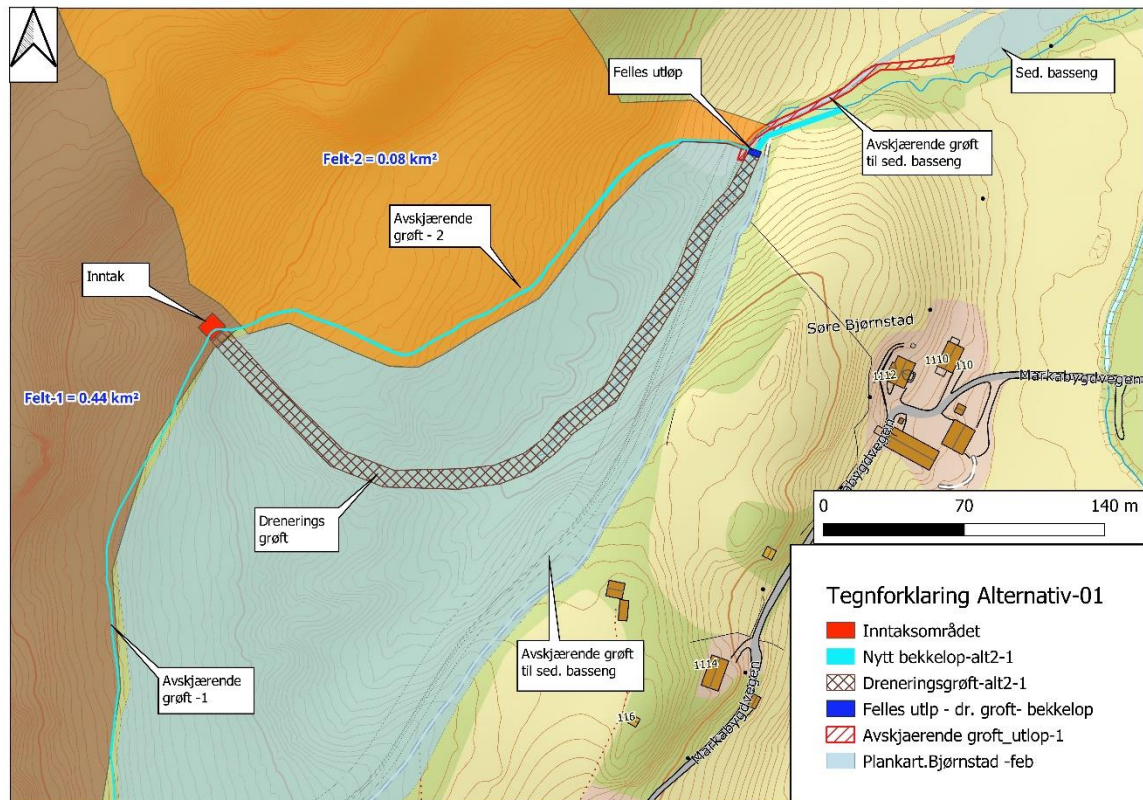 Felles utløp
Sed. basseng
Avskjærende grøft
til sed. basseng
Felt-2 = 0.08 km²
Avskjærende
grøft - 2
Inntak
Søre Bjørnstad
1112
1110
110
Markabygdvegen
Felt-1 = 0.44 km²
Drenerings
grøft
Markabygdvegen
0 70 140 m
Avskjærende grøft
til sed. basseng
Avskjærende
grøft -1
1114
116
Markabygdvegen
Tegnforklaring Alternativ-01
Inntaksområdet
Nytt bekkelop-alt2-1
Dreneringsgrøft-alt2-1
Felles utlp - dr. groft- bekkelop
Avskjaerende groft_utlop-1
Plankart.Bjørnstad -feb